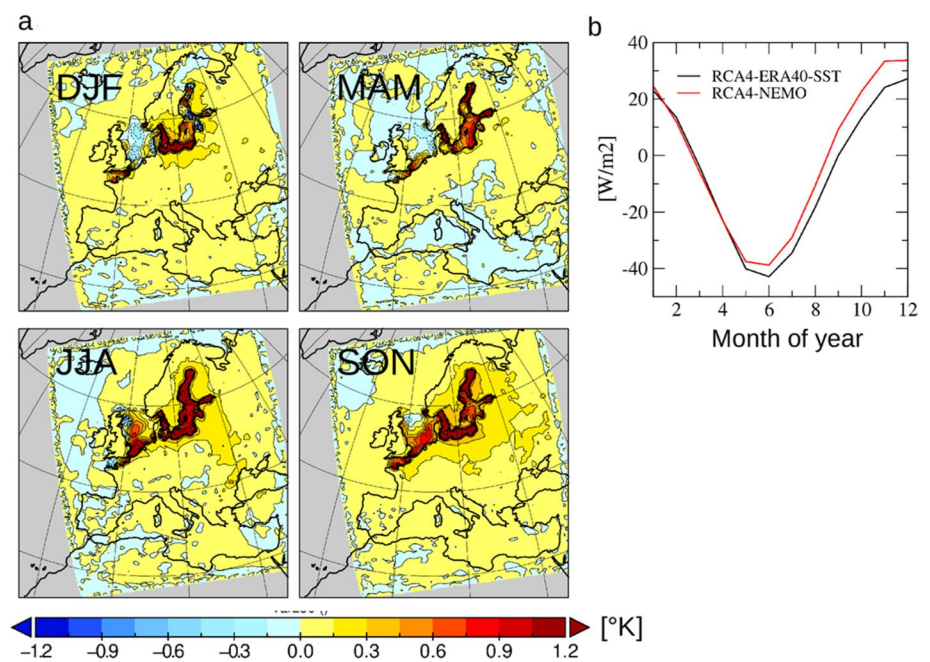 a
b
DJF
MAM
JJA
SON
40
20
0
-20
-40
[W/m2]
RCA4-ERA40-SST
RCA4-NEMO
2 4 6 8 10 12
Month of year
−1.2 −0.9 −0.6 −0.3 0.0 0.3 0.6 0.9 1.2
[°K]